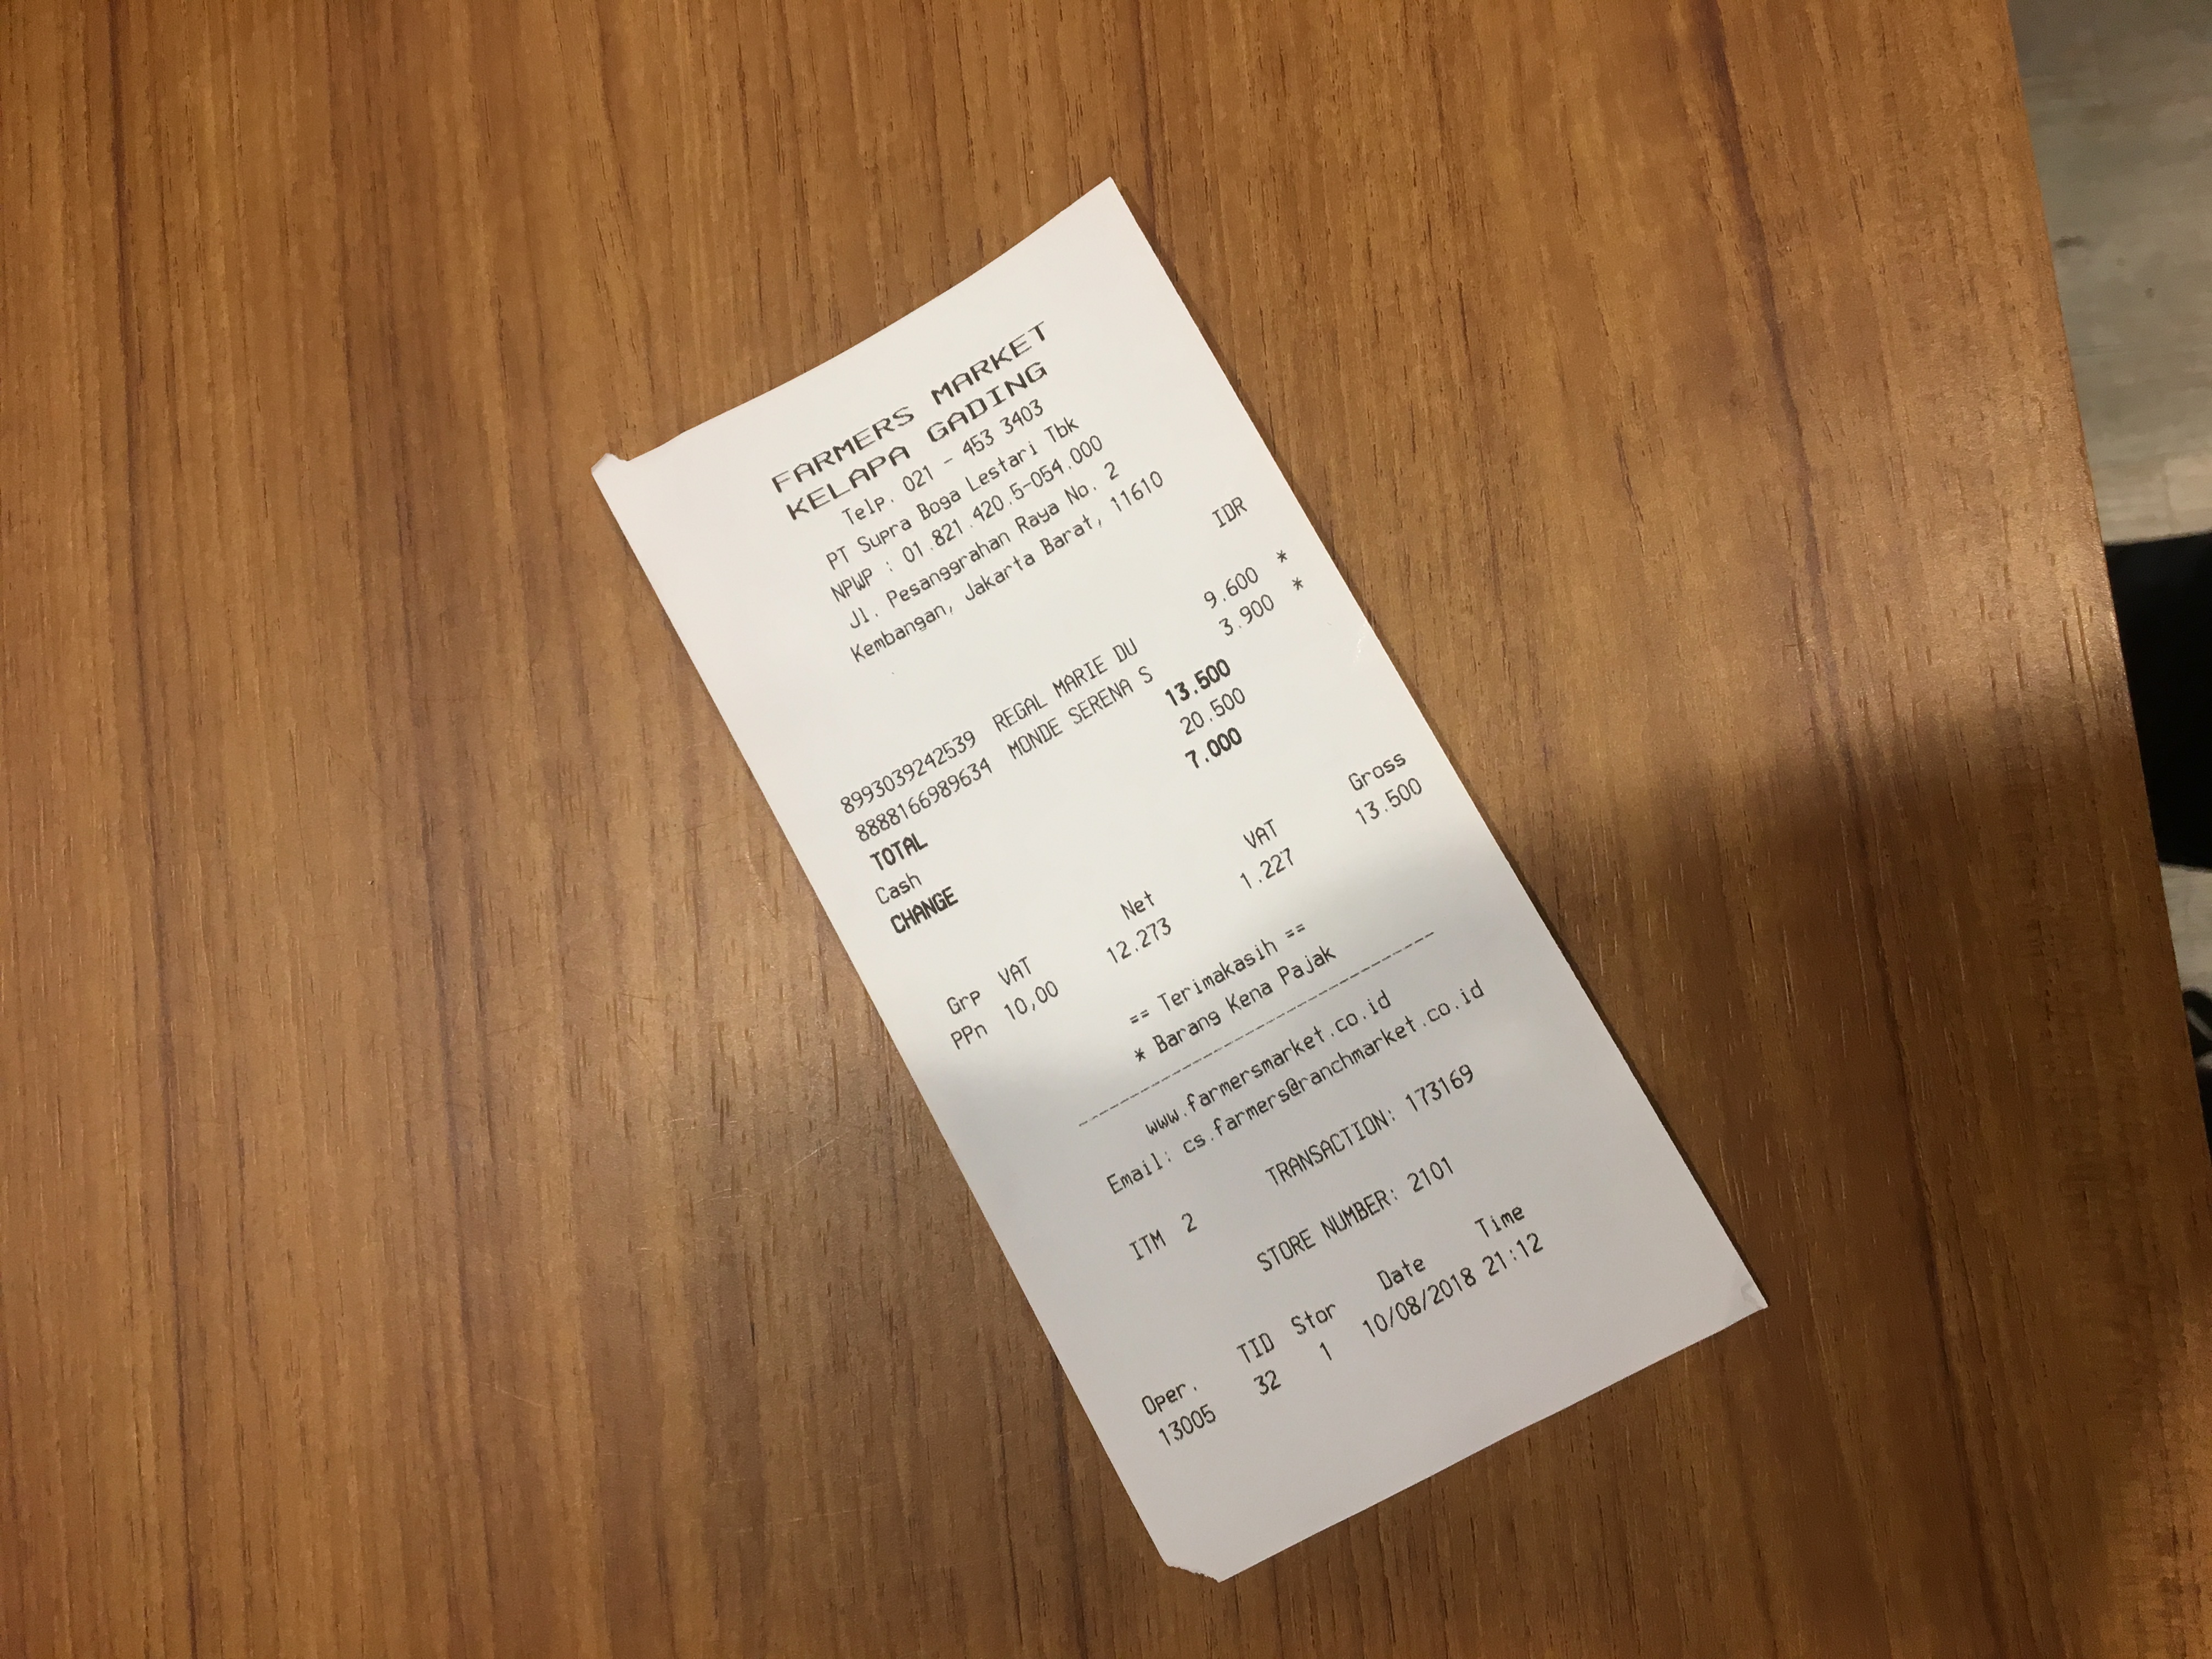 FARMERS MARKET
KELAPA GADING
Telp. 021 - 453 3403
PT Supra Boga Lestari Tbk
NPWP : 01.821.420.5-054.000
Jl. Pesanggrahan Raya No. 2
Kembangan, Jakarta Barat, 11610
IDR
8993039242539 REGAL MARIE DU 9.600 *
8888166989634 MONDE SERENA S 3.900 *
TOTAL 13.500
Cash 20.500
CHANGE 7.000
Grp VAT Net VAT Gross
PPn 10,00 12.273 1.227 13.500
== Terimakasih ==
* Barang Kena Pajak
--------------------------------
www.farmersmarket.co.id
Email: cs.farmers@ranchmarket.co.id
TRANSACTION: 173169
ITM 2 STORE NUMBER: 2101
Oper. TID Stor Date Time
13005 32 1 10/08/2018 21:12